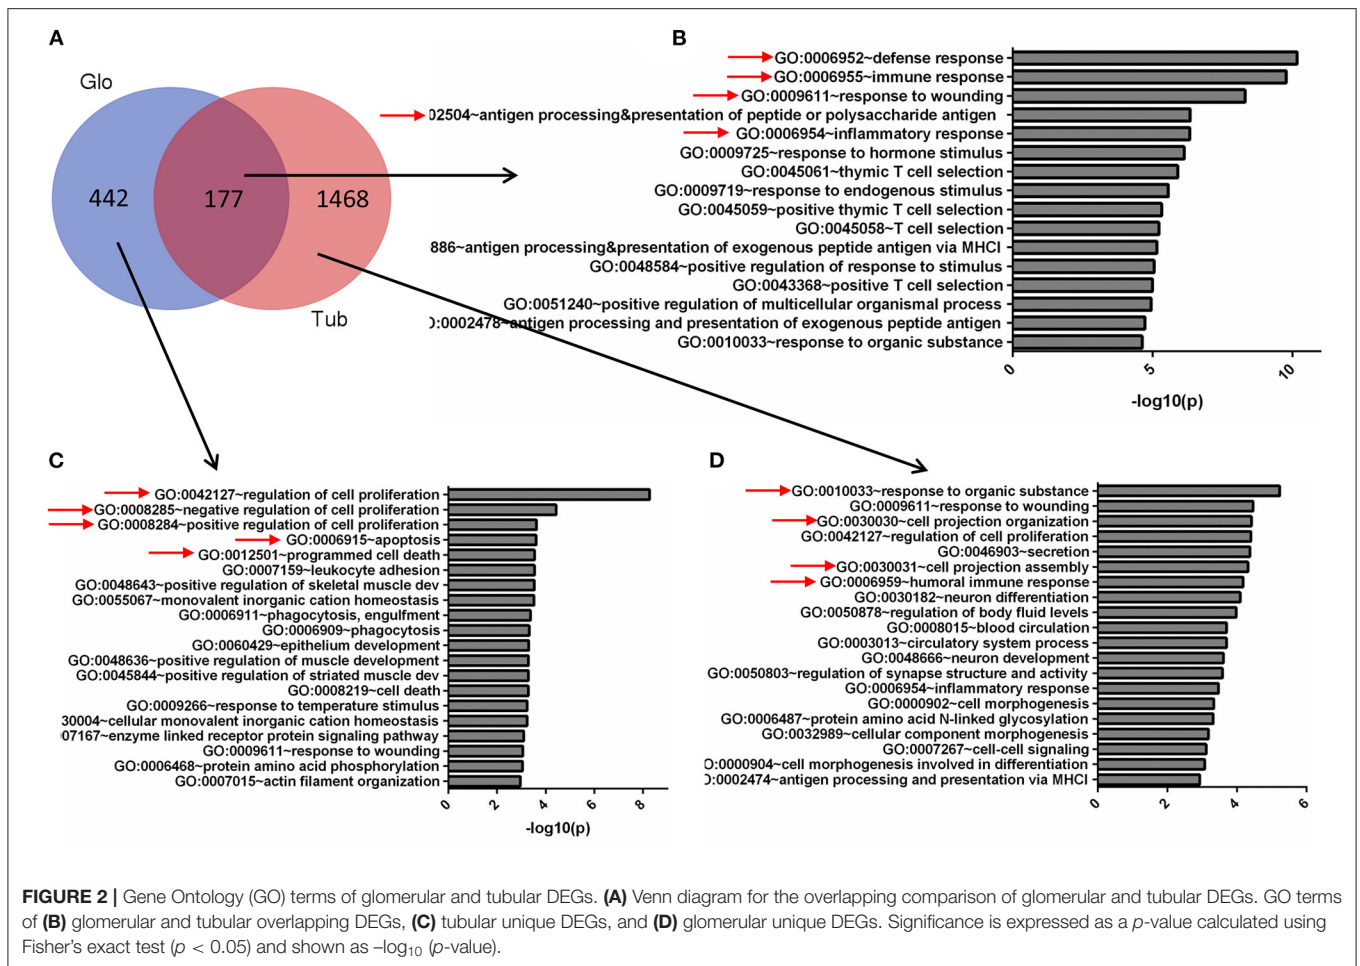 A
Glo
442
177
1468
Tub
B
GO:0006952~defense response
GO:0006955~immune response
GO:0009611~response to wounding
02504~antigen processing&presentation of peptide or polysaccharide antigen
GO:0006954~inflammatory response
GO:0009725~response to hormone stimulus
GO:0045061~thymic T cell selection
GO:0009719~response to endogenous stimulus
GO:0045059~positive thymic T cell selection
GO:0045058~T cell selection
886~antigen processing&presentation of exogenous peptide antigen via MHCI
GO:0048584~positive regulation of response to stimulus
GO:0043368~positive T cell selection
GO:0051240~positive regulation of multicellular organismal process
O:0002478~antigen processing and presentation of exogenous peptide antigen
GO:0010033~response to organic substance
0 5 10
-log10(p)
C
GO:0042127~regulation of cell proliferation
GO:0008285~negative regulation of cell proliferation
GO:0008284~positive regulation of cell proliferation
GO:0006915~apoptosis
GO:0012501~programmed cell death
GO:0007159~leukocyte adhesion
GO:0048643~positive regulation of skeletal muscle dev
GO:0055067~monovalent inorganic cation homeostasis
GO:0006911~phagocytosis, engulfment
GO:0006909~phagocytosis
GO:0060429~epithelium development
GO:0048636~positive regulation of muscle development
GO:0045844~positive regulation of striated muscle dev
GO:0008219~cell death
GO:0009266~response to temperature stimulus
30004~cellular monovalent inorganic cation homeostasis
07167~enzyme linked receptor protein signaling pathway
GO:0009611~response to wounding
GO:0006468~protein amino acid phosphorylation
GO:0007015~actin filament organization
0 2 4 6 8
-log10(p)
D
GO:0010033~response to organic substance
GO:0009611~response to wounding
GO:0030030~cell projection organization
GO:0042127~regulation of cell proliferation
GO:0046903~secretion
GO:0030031~cell projection assembly
GO:0006959~humoral immune response
GO:0030182~neuron differentiation
GO:0050878~regulation of body fluid levels
GO:0008015~blood circulation
GO:0003013~circulatory system process
GO:0048666~neuron development
GO:0050803~regulation of synapse structure and activity
GO:0006954~inflammatory response
GO:0000902~cell morphogenesis
GO:0006487~protein amino acid N-linked glycosylation
GO:0032989~cellular component morphogenesis
GO:0007267~cell-cell signaling
O:0000904~cell morphogenesis involved in differentiation
O:0002474~antigen processing and presentation via MHCI
0 2 4 6
FIGURE 2 | Gene Ontology (GO) terms of glomerular and tubular DEGs. (A) Venn diagram for the overlapping comparison of glomerular and tubular DEGs. GO terms
of (B) glomerular and tubular overlapping DEGs, (C) tubular unique DEGs, and (D) glomerular unique DEGs. Significance is expressed as a p-value calculated using
Fisher's exact test (p < 0.05) and shown as –log10 (p-value).